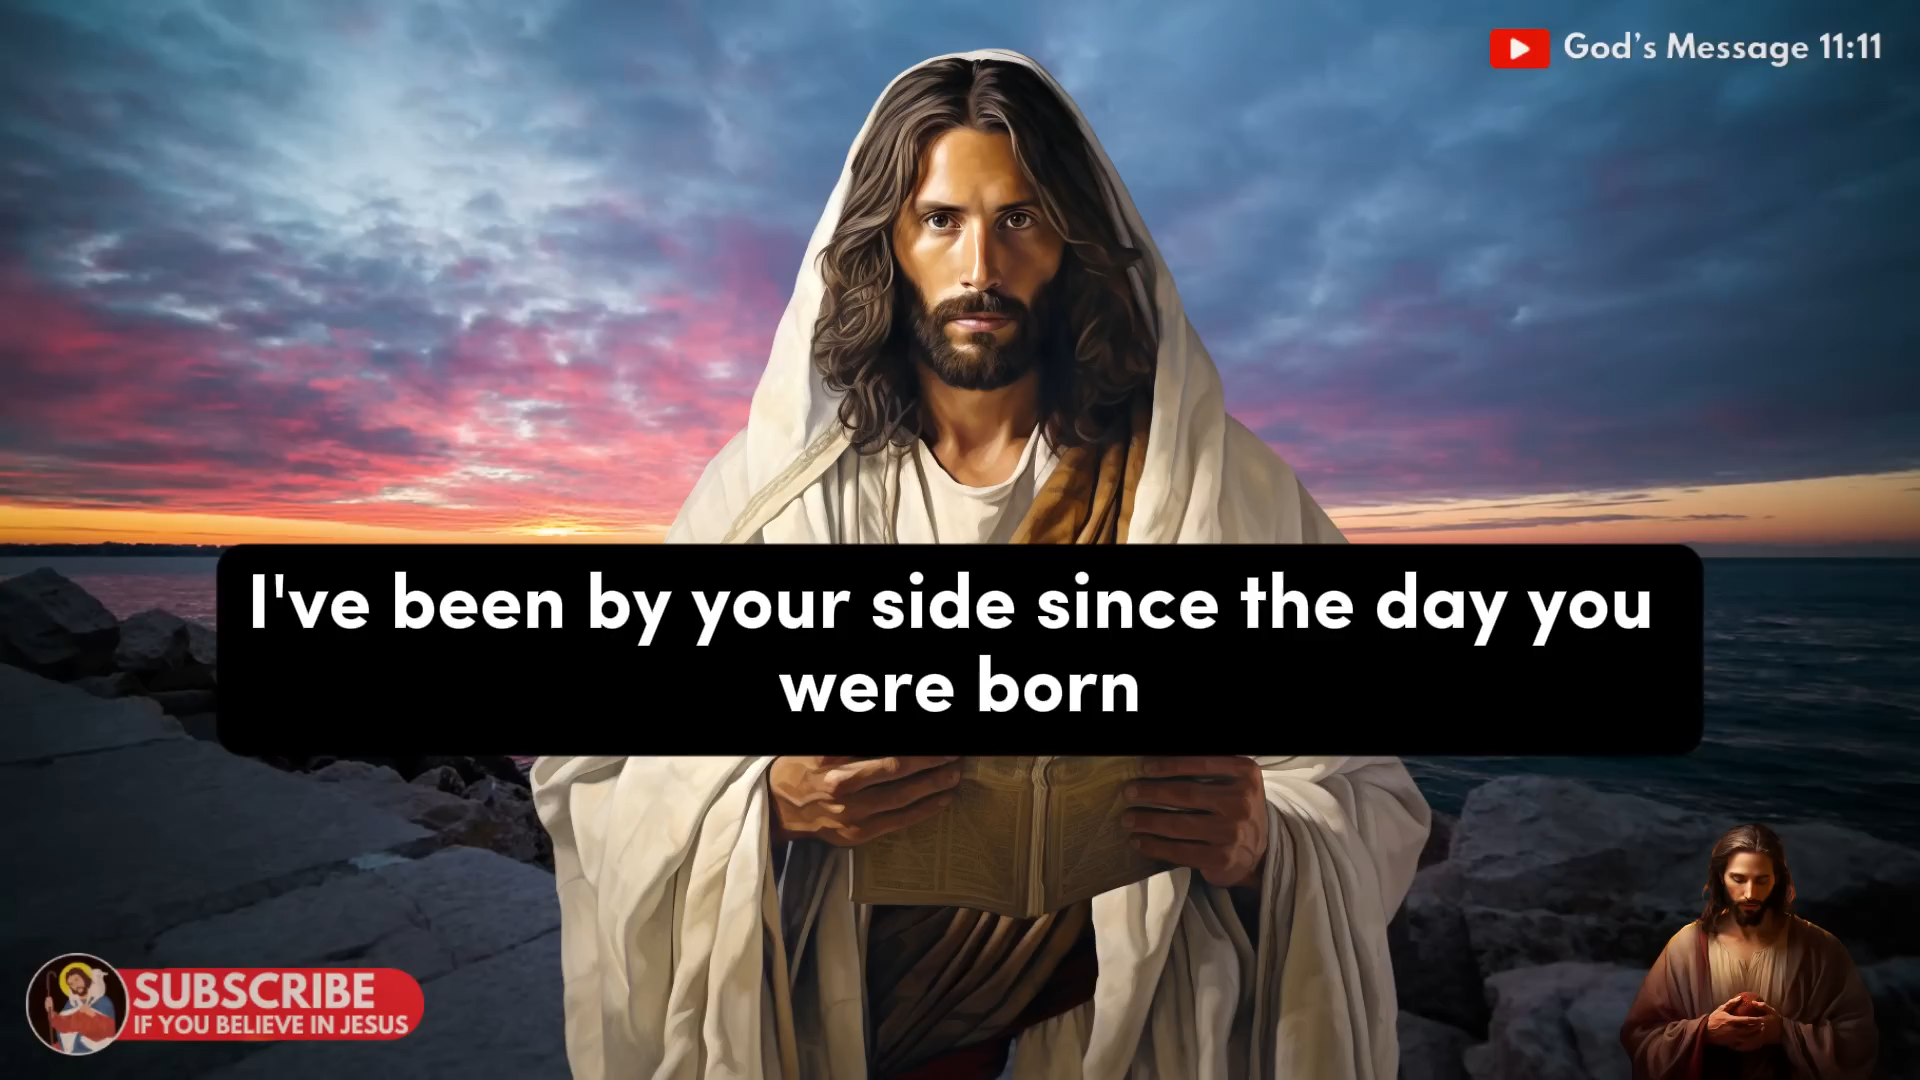 God's Message 11:11
I've been by your side since the day you
were born
SUBSCRIBE
IF YOU BELIEVE IN JESUS